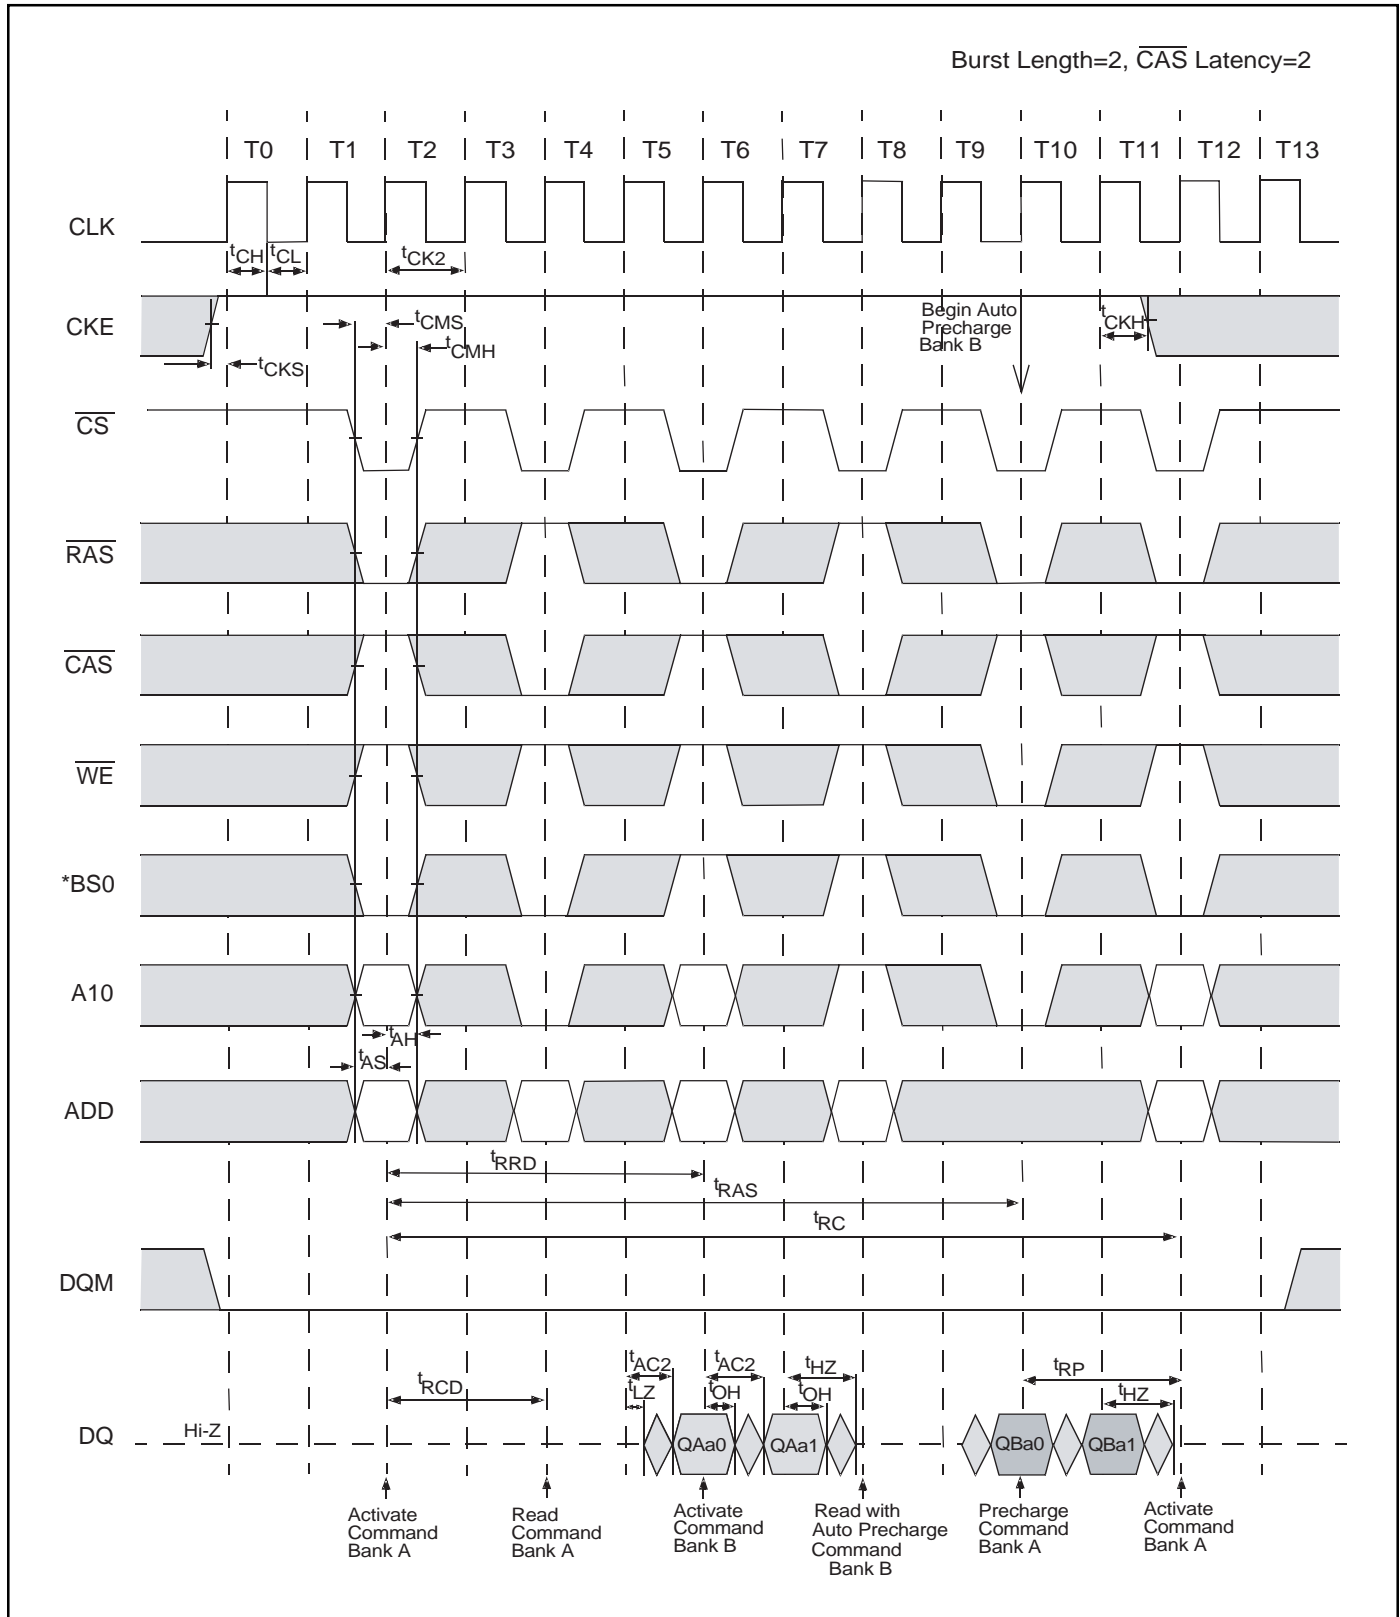 Burst Length=2, CAS Latency=2
T0 T1 T2 T3 T4 T5 T6 T7 T8 T9 T10 T11 T12 T13
CLK
tCH tCL tCK2
CKE
tCMS
tCMH
tCKS
Begin Auto
Precharge
Bank B
tCKH
CS
RAS
CAS
WE
*BS0
A10
tAH
tAS
ADD
tRRD
tRAS
tRC
DQM
tRCD
tAC2 tAC2 tHZ
tLZ tOH tOH
tRP
tHZ
DQ
Hi-Z
QAa0 QAa1 QBa0 QBa1
Activate
Command
Bank A
Read
Command
Bank A
Activate
Command
Bank B
Read with
Auto Precharge
Command
Bank B
Precharge
Command
Bank A
Activate
Command
Bank A